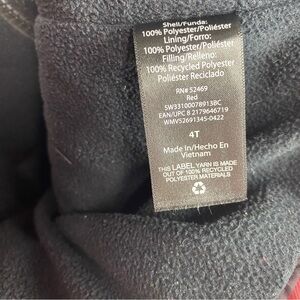 Shell/Funda:
100% Polyester/Poliéster
Lining/Forro:
100% Polyester/Poliéster
Filling/Relleno:
100% Recycled Polyester
Poliéster Reciclado
RN# 52469
Red
SW33100078913BC
EAN/UPC 8 2179646719
WMV52691345-0422
4T
Made In/Hecho En
Vietnam
THIS LABEL YARN IS MADE
OUT OF 100% RECYCLED
POLYESTER MATERIALS